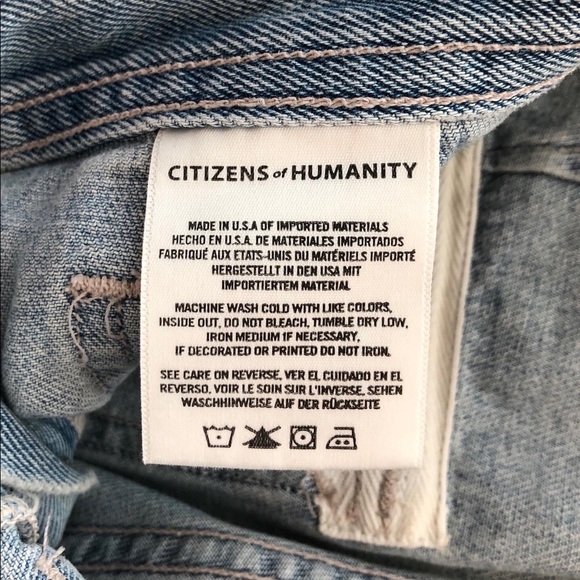 CITIZENS of HUMANITY
MADE IN U.S.A OF IMPORTED MATERIALS
HECHO EN U.S.A. DE MATERIALES IMPORTADOS
FABRIQUÉ AUX ETATS-UNIS DU MATÉRIELS IMPORTÉ
HERGESTELLT IN DEN USA MIT
IMPORTIERTEM MATERIAL
MACHINE WASH COLD WITH LIKE COLORS,
INSIDE OUT, DO NOT BLEACH, TUMBLE DRY LOW,
IRON MEDIUM IF NECESSARY,
IF DECORATED OR PRINTED DO NOT IRON.
SEE CARE ON REVERSE, VER EL CUIDADO EN EL
REVERSO, VOIR LE SOIN SUR L'INVERSE, SEHEN
WASCHHINWEISE AUF DER RÜCKSEITE